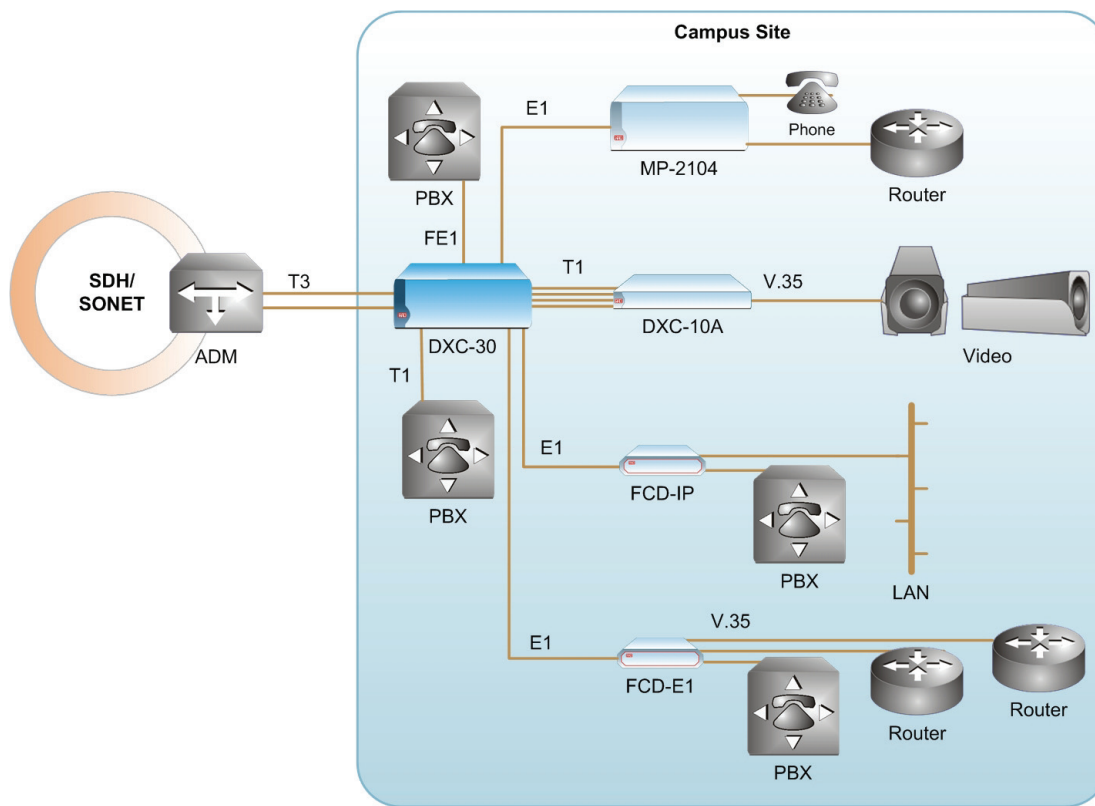 Campus Site
E1
Phone
MP-2104
Router
PBX
FE1
SDH/
SONET
T3
T1
V.35
ADM
DXC-30
DXC-10A
Video
T1
E1
FCD-IP
PBX
PBX
LAN
V.35
E1
FCD-E1
Router
Router
PBX